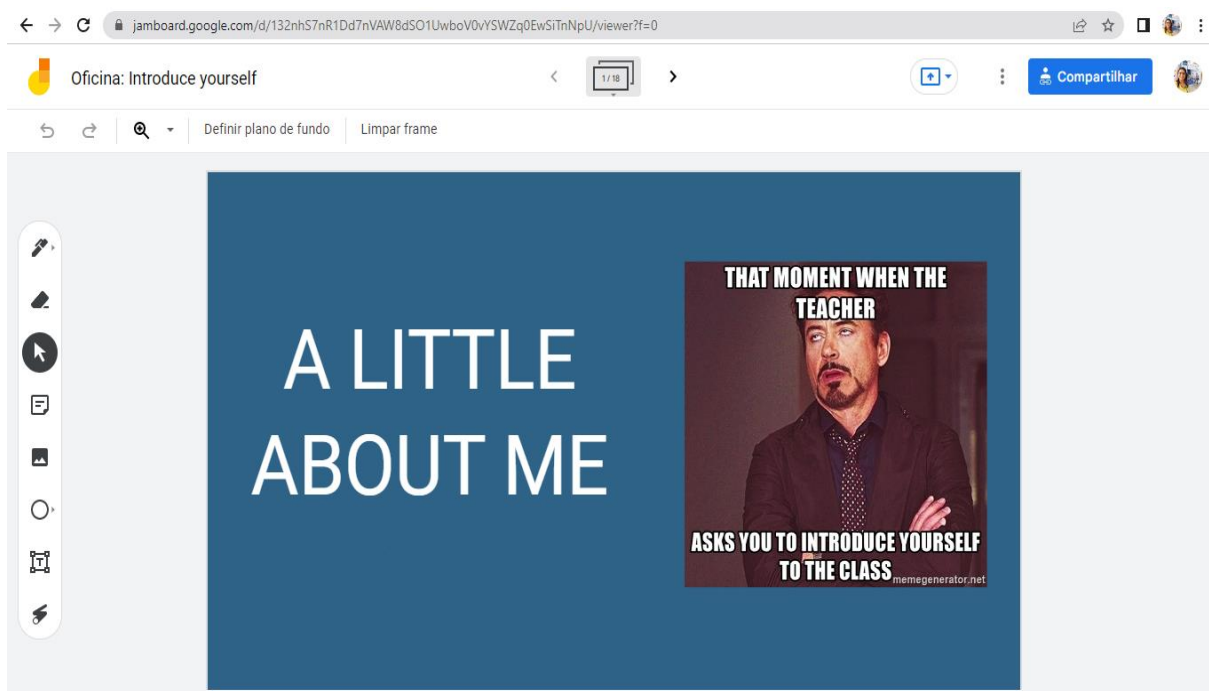 jamboard.google.com/d/132nhS7nR1Dd7nVAW8dSO1UwboV0vYSWZq0EwSiTnNpU/viewer?f=0
Oficina: Introduce yourself
1 / 18
Compartilhar
Definir plano de fundo
Limpar frame
A LITTLE
ABOUT ME
THAT MOMENT WHEN THE
TEACHER
ASKS YOU TO INTRODUCE YOURSELF
TO THE CLASS
memegenerator.net